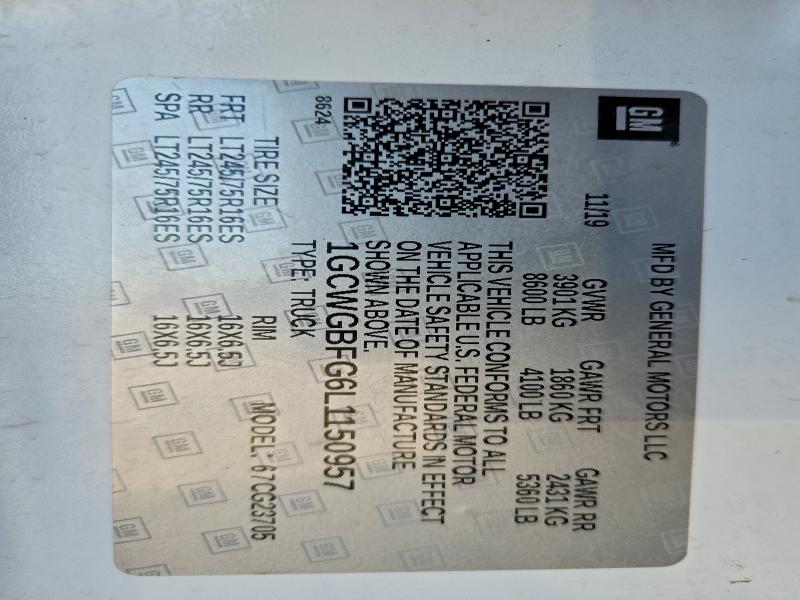 GM
MFD BY GENERAL MOTORS LLC
11/19 GVWR GAWR FRT GAWR RR
3901 KG 1860 KG 2431 KG
8600 LB 4100 LB 5360 LB
THIS VEHICLE CONFORMS TO ALL
APPLICABLE U.S. FEDERAL MOTOR
VEHICLE SAFETY STANDARDS IN EFFECT
ON THE DATE OF MANUFACTURE
SHOWN ABOVE.
1GCWGBFG6L1150957
8624 TYPE: TRUCK
TIRE SIZE RIM MODEL: 67CG23705
FRT LT245/75R16ES 16X6.5J
RR LT245/75R16ES 16X6.5J
SPA LT245/75R16ES 16X6.5J